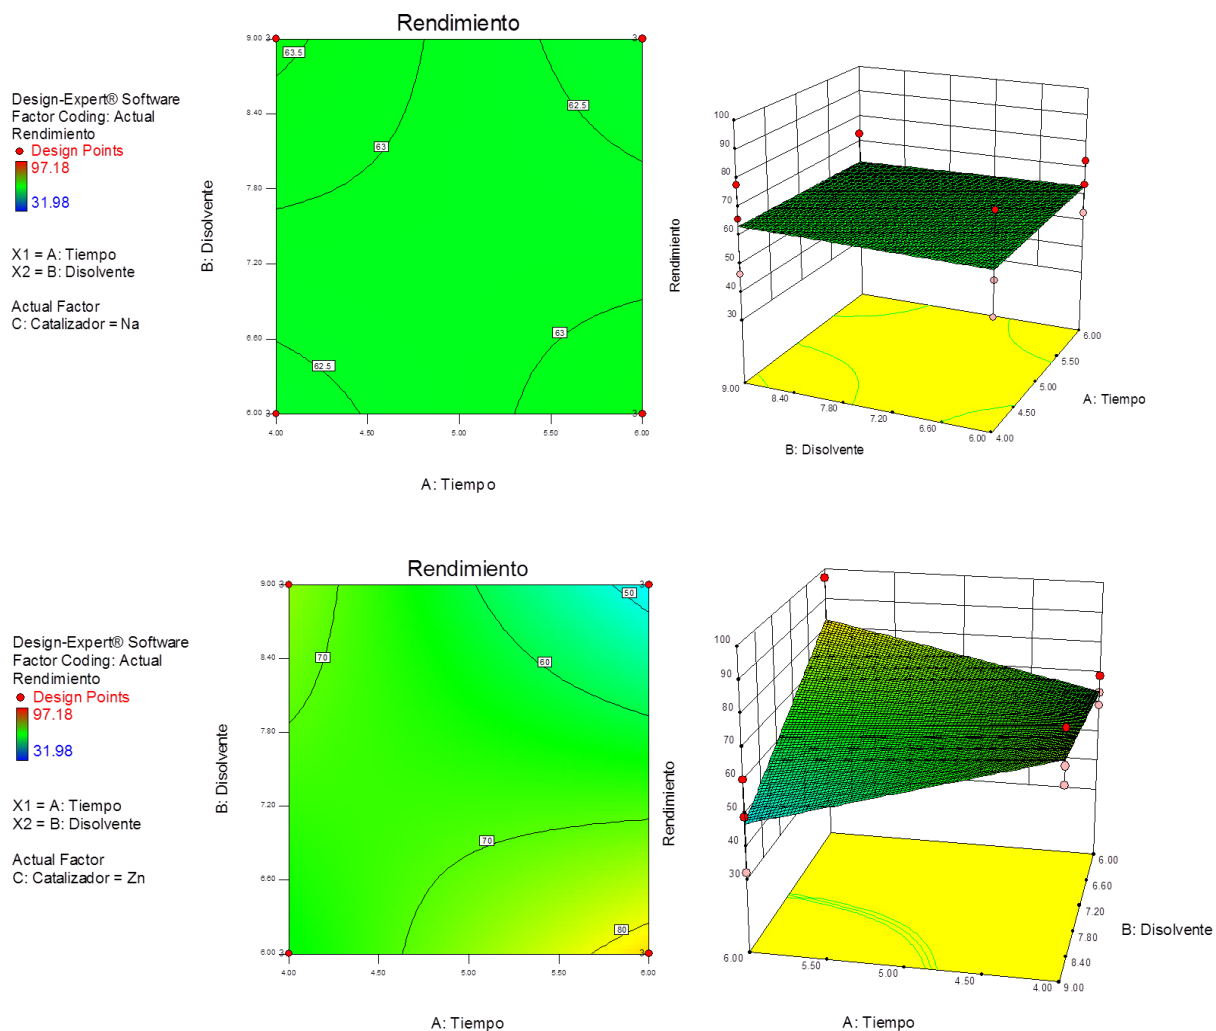 Rendimiento
Design-Expert® Software
Factor Coding: Actual
Rendimiento
Design Points
97.18
31.98
X1 = A: Tiempo
X2 = B: Disolvente
Actual Factor
C: Catalizador = Na
B: Disolvente
9.00
8.40
7.80
7.20
6.60
6.00
3
3
3
3
63.5
63
62.5
63
62.5
4.00
4.50
5.00
5.50
6.00
A: Tiempo
Rendimiento
100
90
80
70
60
50
40
30
9.00
8.40
7.80
7.20
6.60
6.00
B: Disolvente
4.00
4.50
5.00
5.50
6.00
A: Tiempo
Rendimiento
Design-Expert® Software
Factor Coding: Actual
Rendimiento
Design Points
97.18
31.98
X1 = A: Tiempo
X2 = B: Disolvente
Actual Factor
C: Catalizador = Zn
B: Disolvente
9.00
8.40
7.80
7.20
6.60
6.00
3
3
3
3
50
70
60
70
80
4.00
4.50
5.00
5.50
6.00
A: Tiempo
Rendimiento
100
90
80
70
60
50
40
30
6.00
5.50
5.00
4.50
4.00
A: Tiempo
6.00
6.60
7.20
7.80
8.40
9.00
B: Disolvente